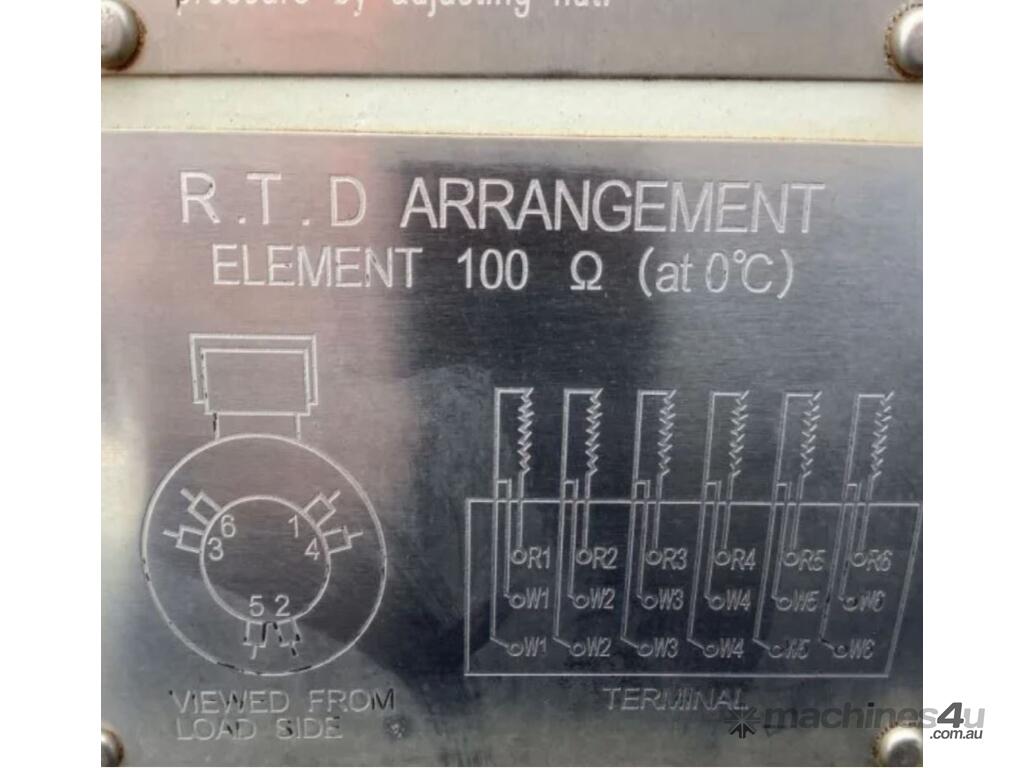 pressure by adjusting nut.
R.T.D ARRANGEMENT
ELEMENT 100 Ω (at 0°C)
6 1
3 4
5 2
R1 R2 R3 R4 R5 R6
W1 W2 W3 W4 W5 W6
W1 W2 W3 W4 W5 W6
VIEWED FROM
LOAD SIDE
TERMINAL
machines4u
.com.au